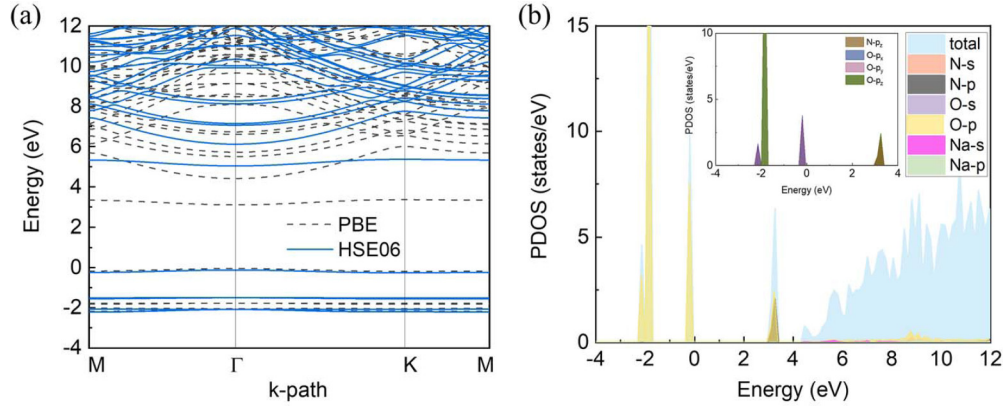 (a)
12
10
8
6
4
2
0
-2
-4
Energy (eV)
PBE
HSE06
M
Γ
K
M
k-path
(b)
15
10
5
0
PDOS (states/eV)
-4
-2
0
2
4
6
8
10
12
Energy (eV)
10
5
0
PDOS (states/eV)
-4
-2
0
2
4
Energy (eV)
N-pz
O-px
O-py
O-pz
total
N-s
N-p
O-s
O-p
Na-s
Na-p